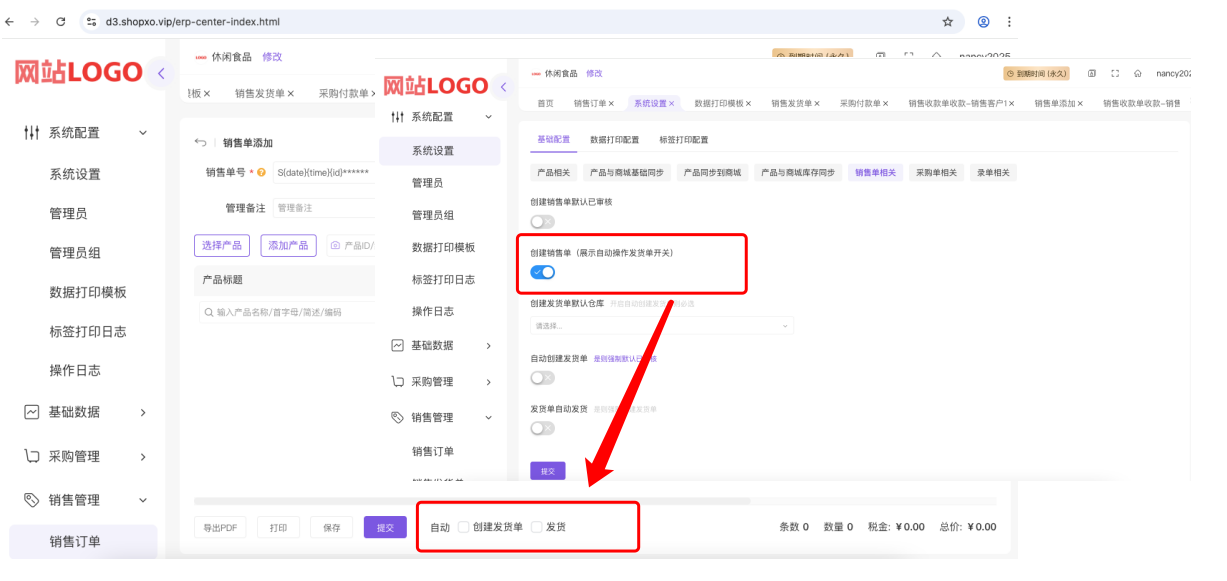 d3.shopxo.vip/erp-center-index.html
网站LOGO
系统配置
系统设置
管理员
管理员组
数据打印模板
标签打印日志
操作日志
基础数据
采购管理
销售管理
销售订单
休闲食品 修改
到期时间 (永久)
nancy2025
板 × 销售发货单 × 采购付款单 ×
销售单添加
销售单号 * S{date}{time}{id}******
管理备注 管理备注
选择产品 添加产品 产品ID/
产品标题
输入产品名称/首字母/简述/编码
网站LOGO
系统配置
系统设置
管理员
管理员组
数据打印模板
标签打印日志
操作日志
基础数据
采购管理
销售管理
销售订单
休闲食品 修改
到期时间 (永久)
nancy202
首页 销售订单 × 系统设置 × 数据打印模板 × 销售发货单 × 采购付款单 × 销售收款单收款-销售客户1 × 销售单添加 × 销售收款单收款-销售
基础配置 数据打印配置 标签打印配置
产品相关 产品与商城基础同步 产品同步到商城 产品与商城库存同步 销售单相关 采购单相关 录单相关
创建销售单默认已审核
创建销售单（展示自动操作发货单开关）
创建发货单默认仓库
请选择...
自动创建发货单 是则强制默认已审核
发货单自动发货
提交
导出PDF 打印 保存 提交 自动 创建发货单 发货 条数 0 数量 0 税金: ¥0.00 总价: ¥0.00